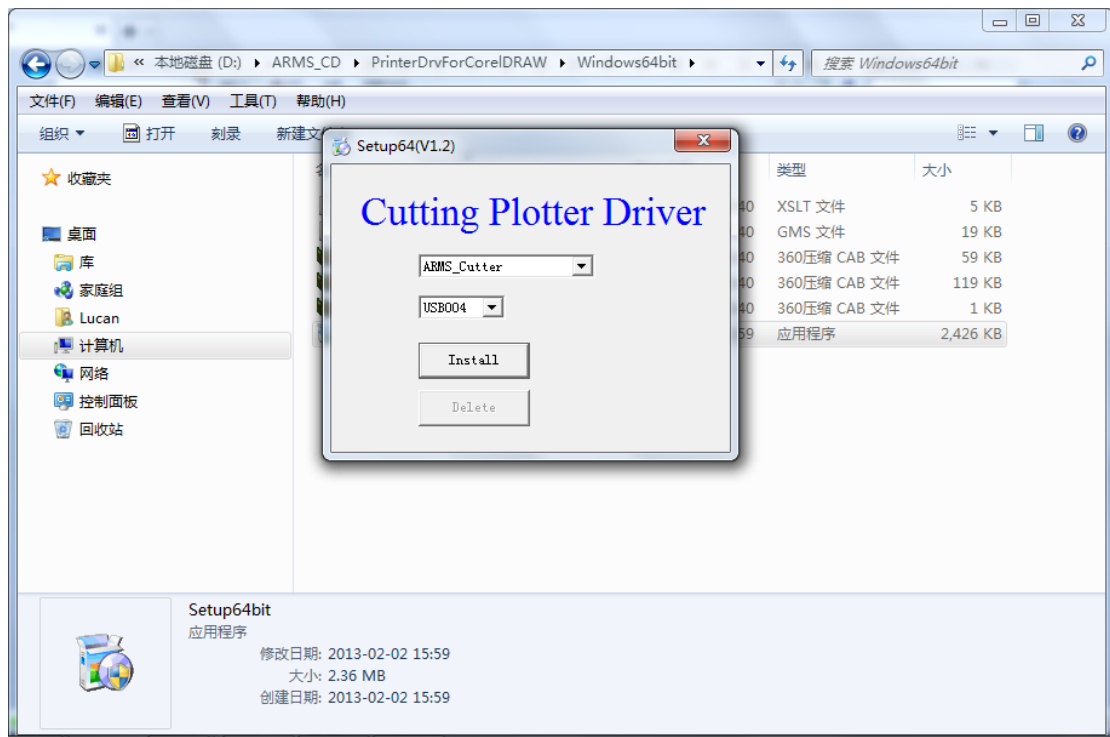 « 本地磁盘 (D:) ▸ ARMS_CD ▸ PrinterDrvForCorelDRAW ▸ Windows64bit ▸
搜索 Windows64bit
文件(F) 编辑(E) 查看(V) 工具(T) 帮助(H)
组织 打开 刻录
Setup64(V1.2)
类型 大小
收藏夹
Cutting Plotter Driver
40 XSLT 文件 5 KB
桌面
40 GMS 文件 19 KB
库
ARMS_Cutter
40 360压缩 CAB 文件 59 KB
家庭组
40 360压缩 CAB 文件 119 KB
Lucan
USB004
40 360压缩 CAB 文件 1 KB
计算机
59 应用程序 2,426 KB
Install
网络
控制面板
Delete
回收站
Setup64bit
应用程序
修改日期: 2013-02-02 15:59
大小: 2.36 MB
创建日期: 2013-02-02 15:59